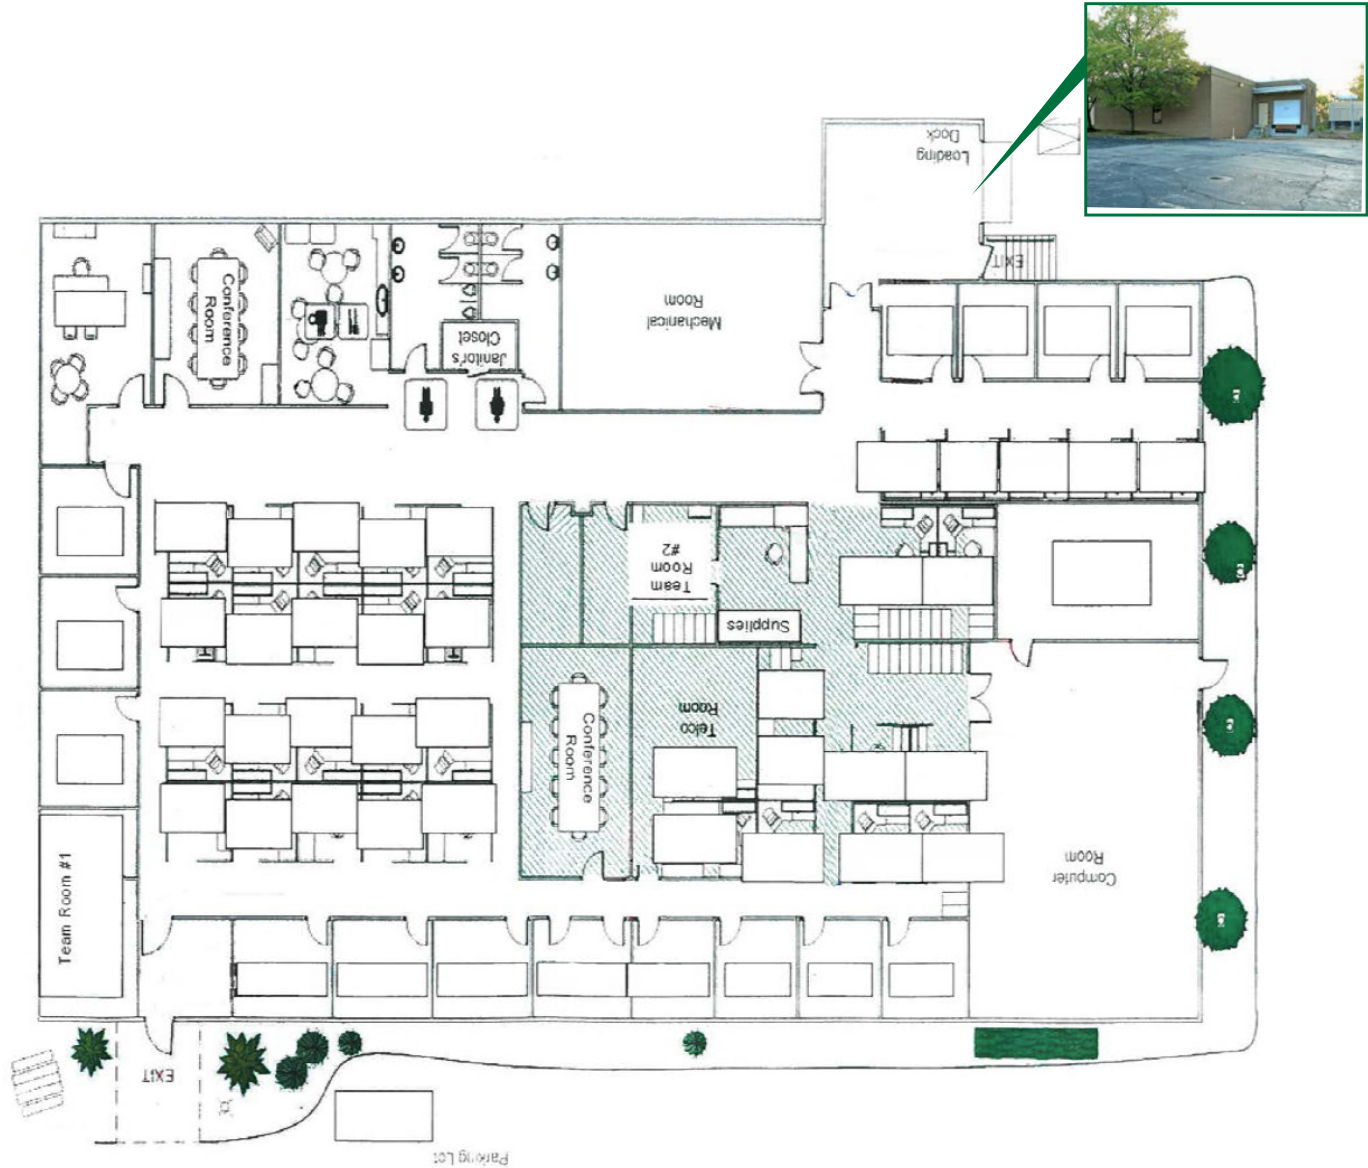 Loading
Dock
EXIT
Conference
Room
Janitor's
Closet
Mechanical
Room
Team
Room
#2
Supplies
Conference
Room
Telco
Room
Computer
Room
Team Room #1
EXIT
Parking Lot